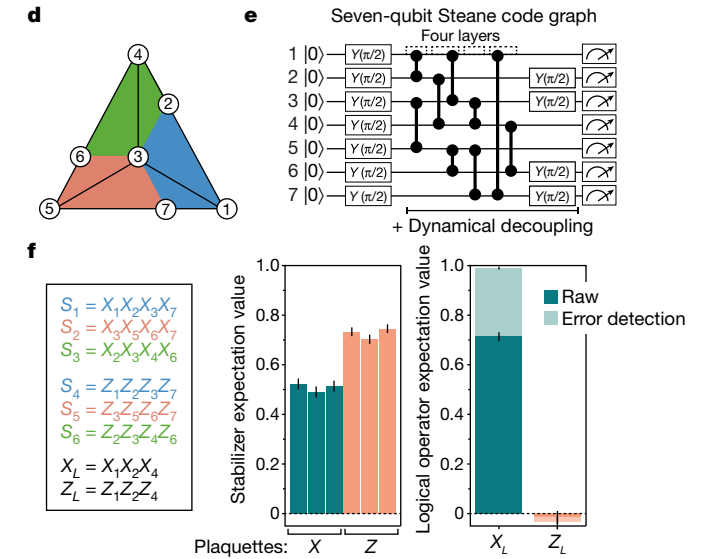 d
4
2
6
3
5
7
1
e
Seven-qubit Steane code graph
Four layers
1 |0⟩ Y(π/2)
2 |0⟩ Y(π/2) Y(π/2)
3 |0⟩ Y(π/2) Y(π/2)
4 |0⟩ Y(π/2)
5 |0⟩ Y(π/2)
6 |0⟩ Y(π/2) Y(π/2)
7 |0⟩ Y(π/2) Y(π/2)
+ Dynamical decoupling
f
S₁ = X₁X₂X₃X₇
S₂ = X₃X₅X₆X₇
S₃ = X₂X₃X₄X₆
S₄ = Z₁Z₂Z₃Z₇
S₅ = Z₃Z₅Z₆Z₇
S₆ = Z₂Z₃Z₄Z₆
X_L = X₁X₂X₄
Z_L = Z₁Z₂Z₄
Stabilizer expectation value
1.0
0.8
0.6
0.4
0.2
0
Plaquettes: X Z
Logical operator expectation value
1.0
0.8
0.6
0.4
0.2
0
Raw
Error detection
X_L Z_L